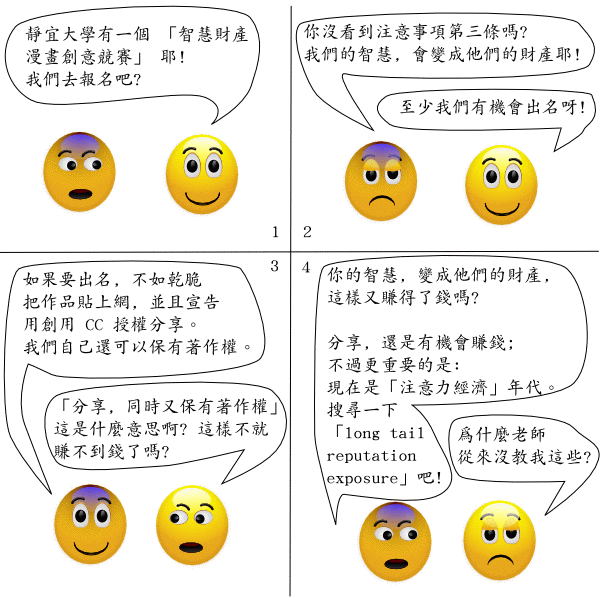 靜宜大學有一個 「智慧財產
漫畫創意競賽」 耶!
我們去報名吧?
1
你沒看到注意事項第三條嗎?
我們的智慧, 會變成他們的財產耶!
至少我們有機會出名呀!
2
3
如果要出名, 不如乾脆
把作品貼上網, 並且宣告
用創用 CC 授權分享。
我們自己還可以保有著作權。
「分享, 同時又保有著作權」
這是什麼意思啊? 這樣不就
賺不到錢了嗎?
4
你的智慧, 變成他們的財產,
這樣又賺得了錢嗎?
分享, 還是有機會賺錢;
不過更重要的是:
現在是「注意力經濟」年代。
搜尋一下
「long tail
reputation
exposure」吧!
為什麼老師
從來沒教我這些?